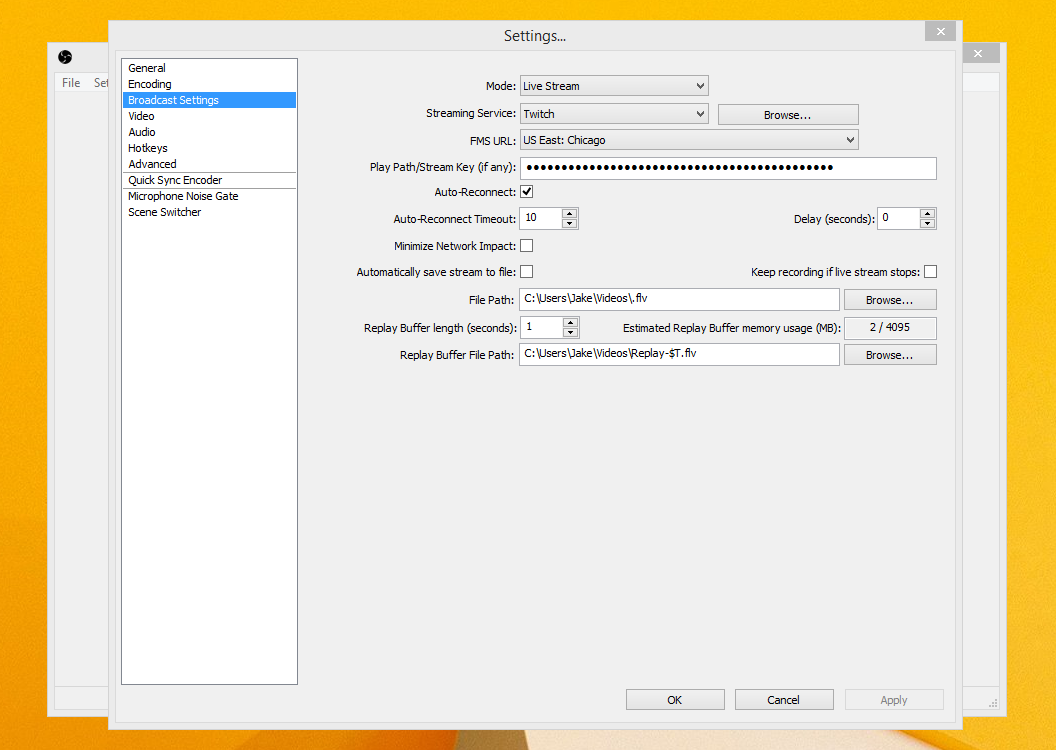 Settings...
File Set
General
Encoding
Broadcast Settings
Video
Audio
Hotkeys
Advanced
Quick Sync Encoder
Microphone Noise Gate
Scene Switcher
Mode: Live Stream
Streaming Service: Twitch Browse...
FMS URL: US East: Chicago
Play Path/Stream Key (if any): ●●●●●●●●●●●●●●●●●●●●●●●●●●●●●●●●●●●●●●●●●●●●
Auto-Reconnect:
Auto-Reconnect Timeout: 10 Delay (seconds): 0
Minimize Network Impact:
Automatically save stream to file: Keep recording if live stream stops:
File Path: C:\Users\Jake\Videos\.flv Browse...
Replay Buffer length (seconds): 1 Estimated Replay Buffer memory usage (MB): 2 / 4095
Replay Buffer File Path: C:\Users\Jake\Videos\Replay-$T.flv Browse...
OK Cancel Apply